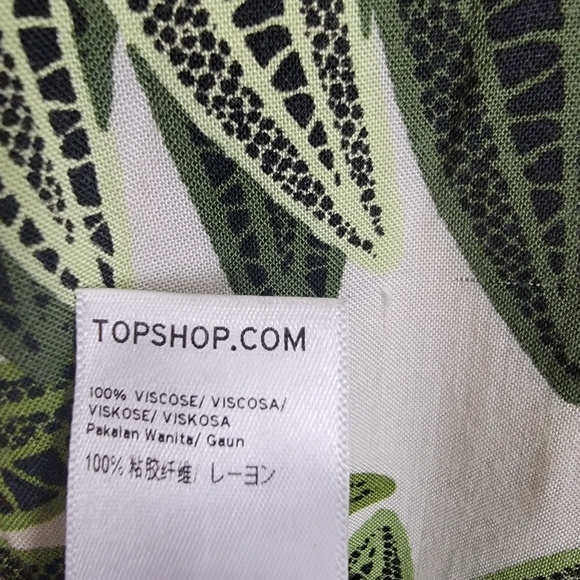 TOPSHOP.COM
100% VISCOSE/ VISCOSA/
VISKOSE/ VISKOSA
Pakaian Wanita/ Gaun
100% 粘胶纤维/ レーヨン